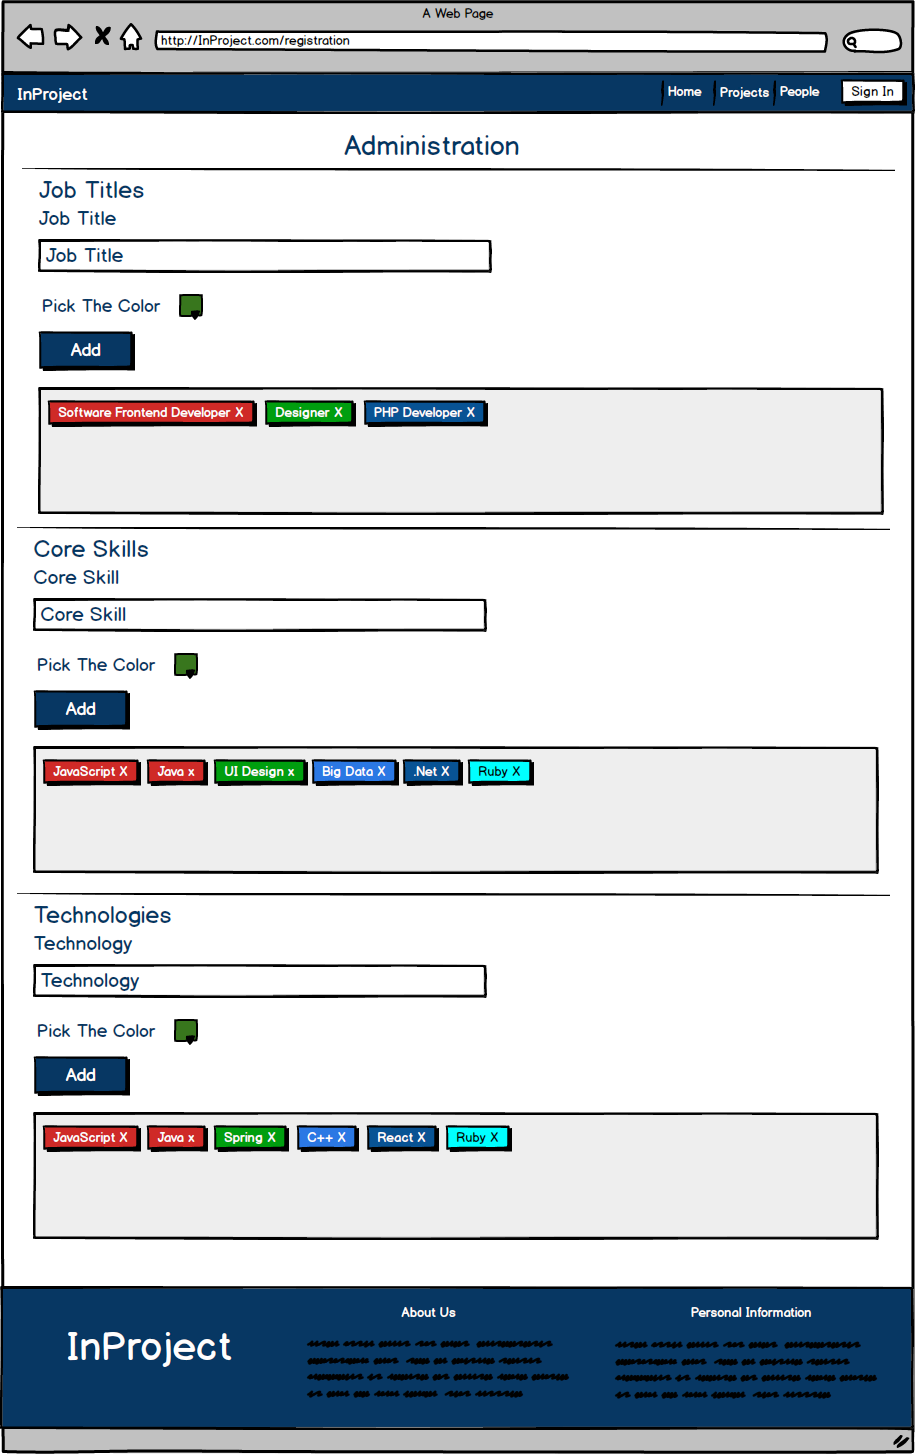 A Web Page
http://InProject.com/registration
InProject Home Projects People Sign In
Administration
Job Titles
Job Title
Job Title
Pick The Color
Add
Software Frontend Developer X Designer X PHP Developer X
Core Skills
Core Skill
Core Skill
Pick The Color
Add
JavaScript X Java x UI Design x Big Data X .Net X Ruby X
Technologies
Technology
Technology
Pick The Color
Add
JavaScript X Java x Spring X C++ X React X Ruby X
About Us Personal Information
InProject